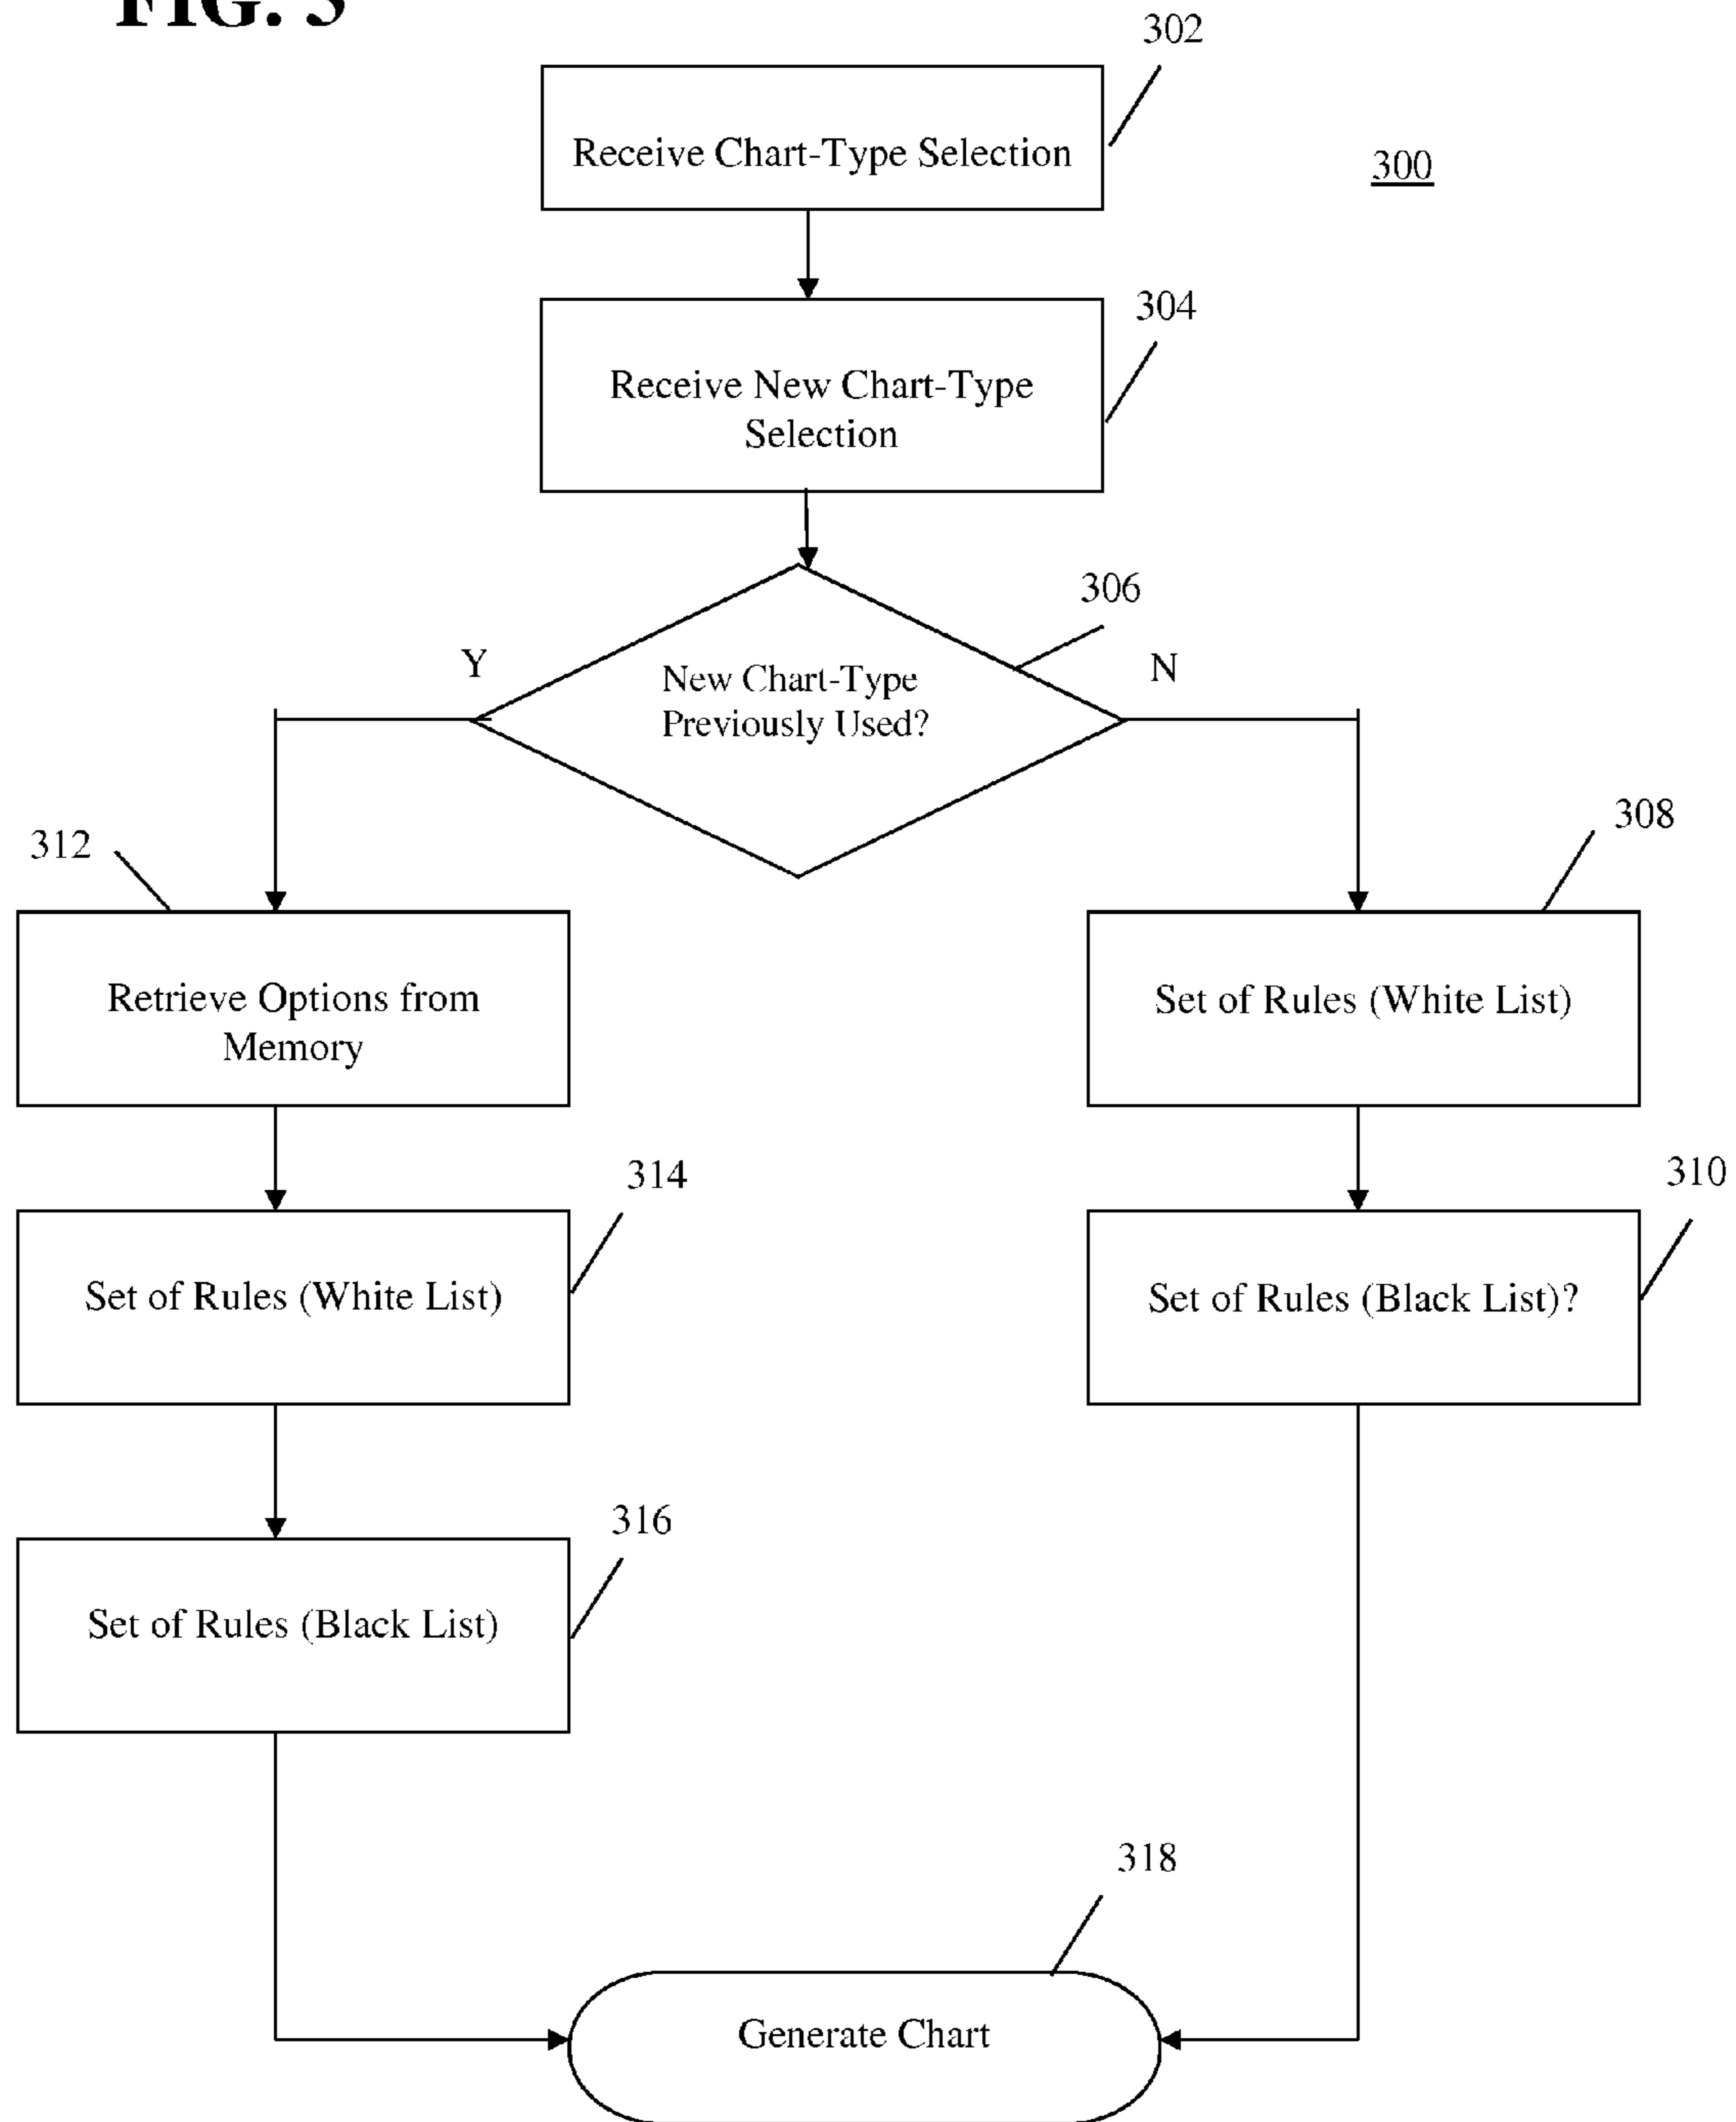 FIG. 3
302
Receive Chart-Type Selection
300
304
Receive New Chart-Type
Selection
306
Y
N
New Chart-Type
Previously Used?
308
312
Retrieve Options from
Memory
Set of Rules (White List)
314
310
Set of Rules (White List)
Set of Rules (Black List)?
316
Set of Rules (Black List)
318
Generate Chart